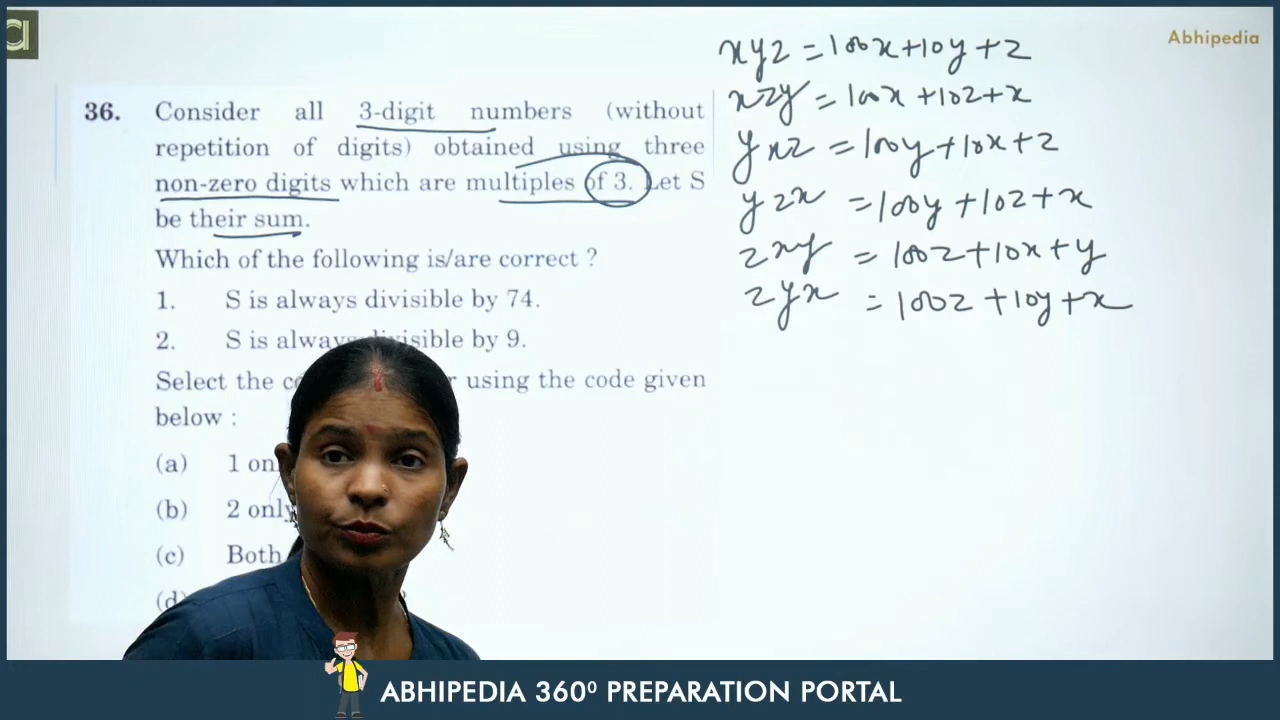 a
Abhipedia
36. Consider all 3-digit numbers (without
repetition of digits) obtained using three
non-zero digits which are multiples of 3. Let S
be their sum.
Which of the following is/are correct ?
1. S is always divisible by 74.
2. S is always divisible by 9.
Select the using the code given
below :
(a) 1
(b) 2 only
(c) Both
(d)
xyz = 100x+10y+z
xzy = 100x+10z+x
yxz = 100y+10x+z
yzx = 100y+10z+x
zxy = 100z+10x+y
zyx = 100z+10y+x
ABHIPEDIA 360⁰ PREPARATION PORTAL